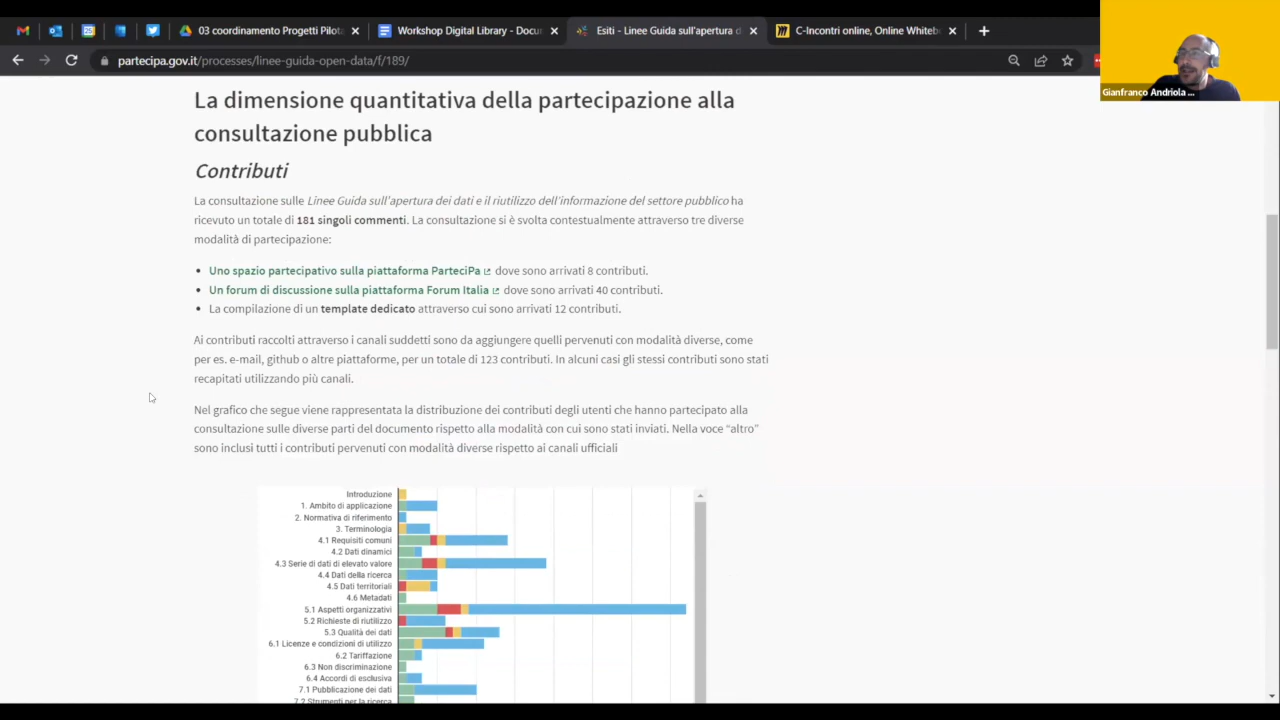 03 coordinamento Progetti Pilota
Workshop Digital Library - Docu
Esiti - Linee Guida sull'apertura d
C-Incontri online, Online Whiteb
partecipa.gov.it/processes/linee-guida-open-data/f/189/
Gianfranco Andriola ...
La dimensione quantitativa della partecipazione alla
consultazione pubblica
Contributi
La consultazione sulle Linee Guida sull'apertura dei dati e il riutilizzo dell'informazione del settore pubblico ha
ricevuto un totale di 181 singoli commenti. La consultazione si è svolta contestualmente attraverso tre diverse
modalità di partecipazione:
• Uno spazio partecipativo sulla piattaforma ParteciPa dove sono arrivati 8 contributi.
• Un forum di discussione sulla piattaforma Forum Italia dove sono arrivati 40 contributi.
• La compilazione di un template dedicato attraverso cui sono arrivati 12 contributi.
Ai contributi raccolti attraverso i canali suddetti sono da aggiungere quelli pervenuti con modalità diverse, come
per es. e-mail, github o altre piattaforme, per un totale di 123 contributi. In alcuni casi gli stessi contributi sono stati
recapitati utilizzando più canali.
Nel grafico che segue viene rappresentata la distribuzione dei contributi degli utenti che hanno partecipato alla
consultazione sulle diverse parti del documento rispetto alla modalità con cui sono stati inviati. Nella voce “altro”
sono inclusi tutti i contributi pervenuti con modalità diverse rispetto ai canali ufficiali
Introduzione
1. Ambito di applicazione
2. Normativa di riferimento
3. Terminologia
4.1 Requisiti comuni
4.2 Dati dinamici
4.3 Serie di dati di elevato valore
4.4 Dati della ricerca
4.5 Dati territoriali
4.6 Metadati
5.1 Aspetti organizzativi
5.2 Richieste di riutilizzo
5.3 Qualità dei dati
6.1 Licenze e condizioni di utilizzo
6.2 Tariffazione
6.3 Non discriminazione
6.4 Accordi di esclusiva
7.1 Pubblicazione dei dati
7.2 Strumenti per la ricerca